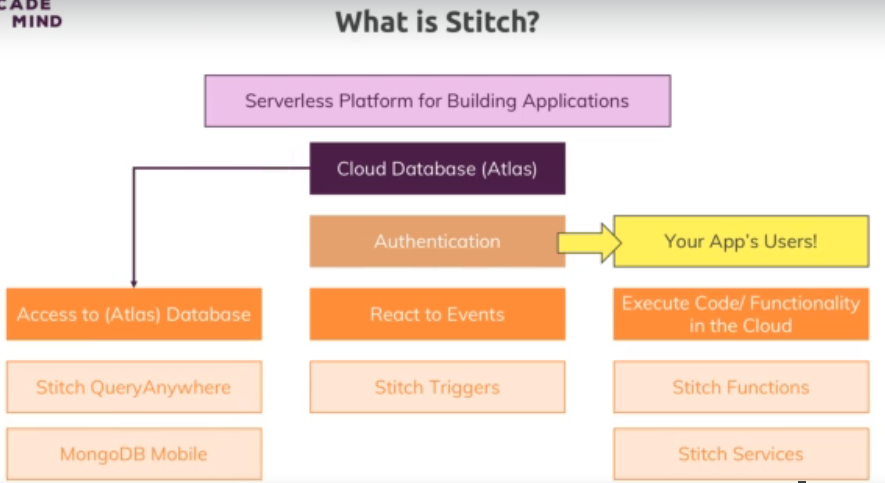 MIND
What is Stitch?
Serverless Platform for Building Applications
Cloud Database (Atlas)
Authentication
Your App's Users!
Access to (Atlas) Database
React to Events
Execute Code/ Functionality
in the Cloud
Stitch QueryAnywhere
Stitch Triggers
Stitch Functions
MongoDB Mobile
Stitch Services